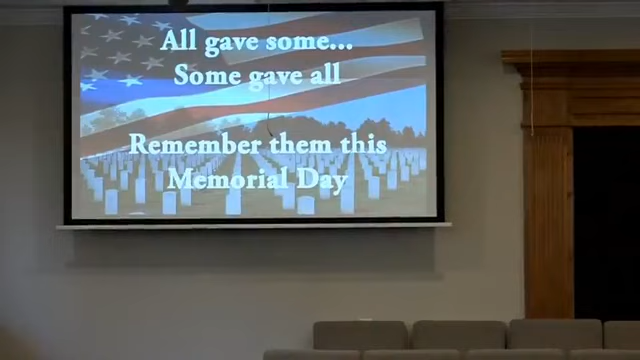 All gave some...
Some gave all
Remember them this
Memorial Day